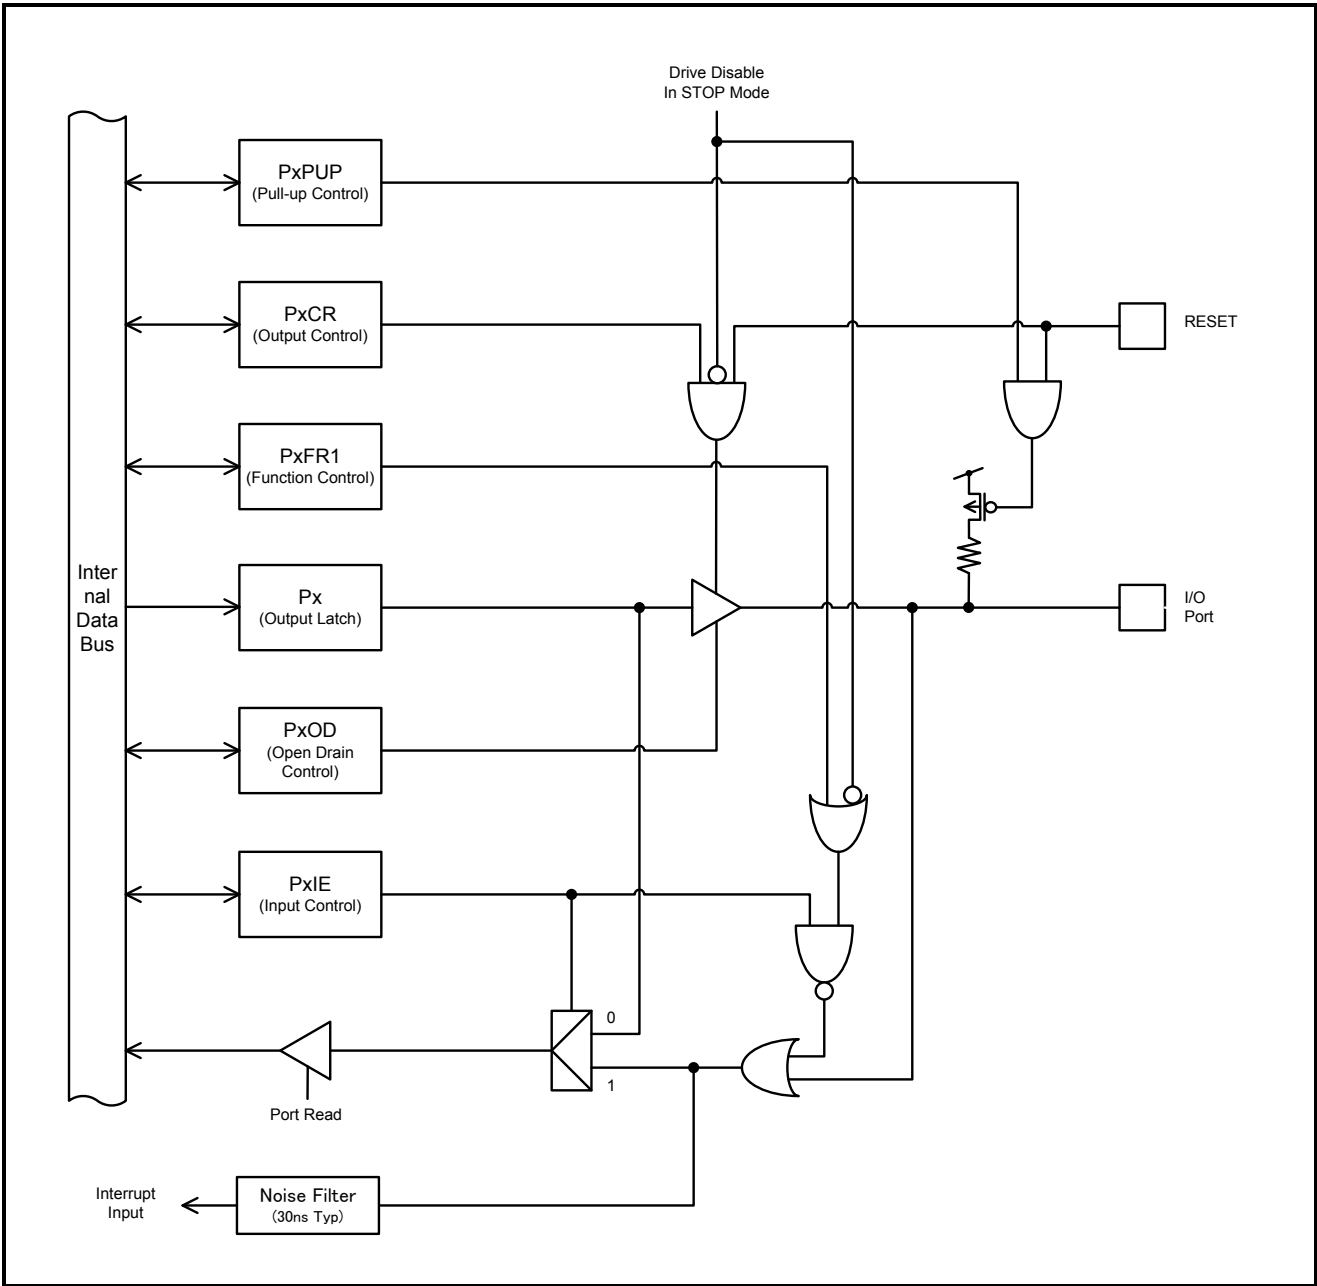 Drive Disable
In STOP Mode
PxPUP
(Pull-up Control)
PxCR
(Output Control)
RESET
PxFR1
(Function Control)
Inter
nal
Data
Bus
Px
(Output Latch)
I/O
Port
PxOD
(Open Drain
Control)
PxIE
(Input Control)
0
1
Port Read
Interrupt
Input
Noise Filter
(30ns Typ)